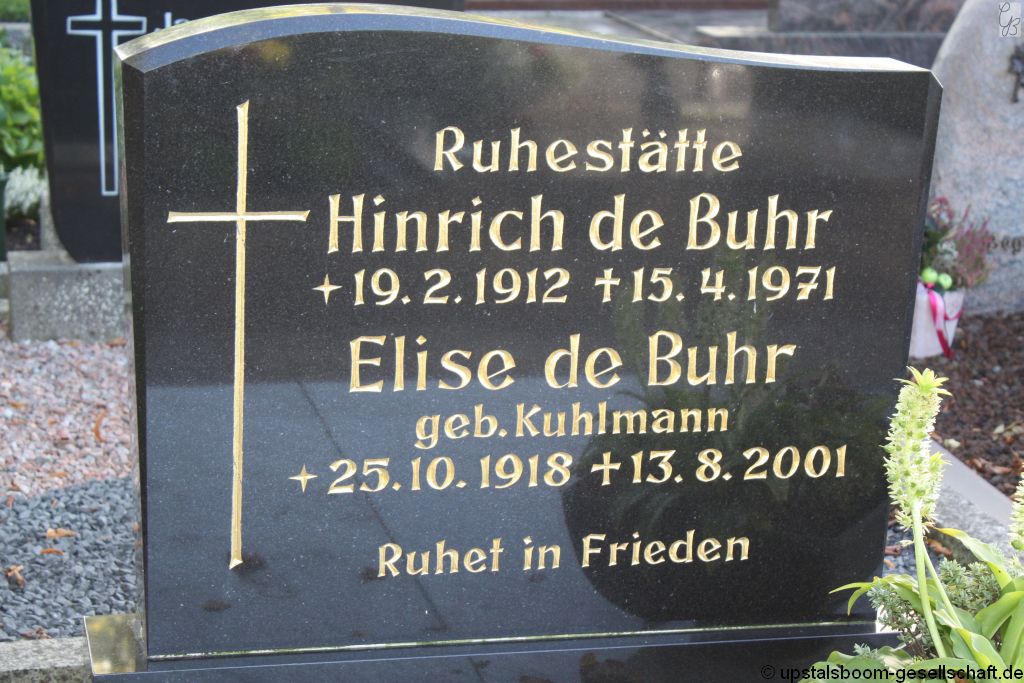 Ruhestätte
Hinrich de Buhr
+ 19. 2. 1912 † 15. 4. 1971
Elise de Buhr
geb. Kuhlmann
+ 25. 10. 1918 † 13. 8. 2001
Ruhet in Frieden
© upstalsboom-gesellschaft.de